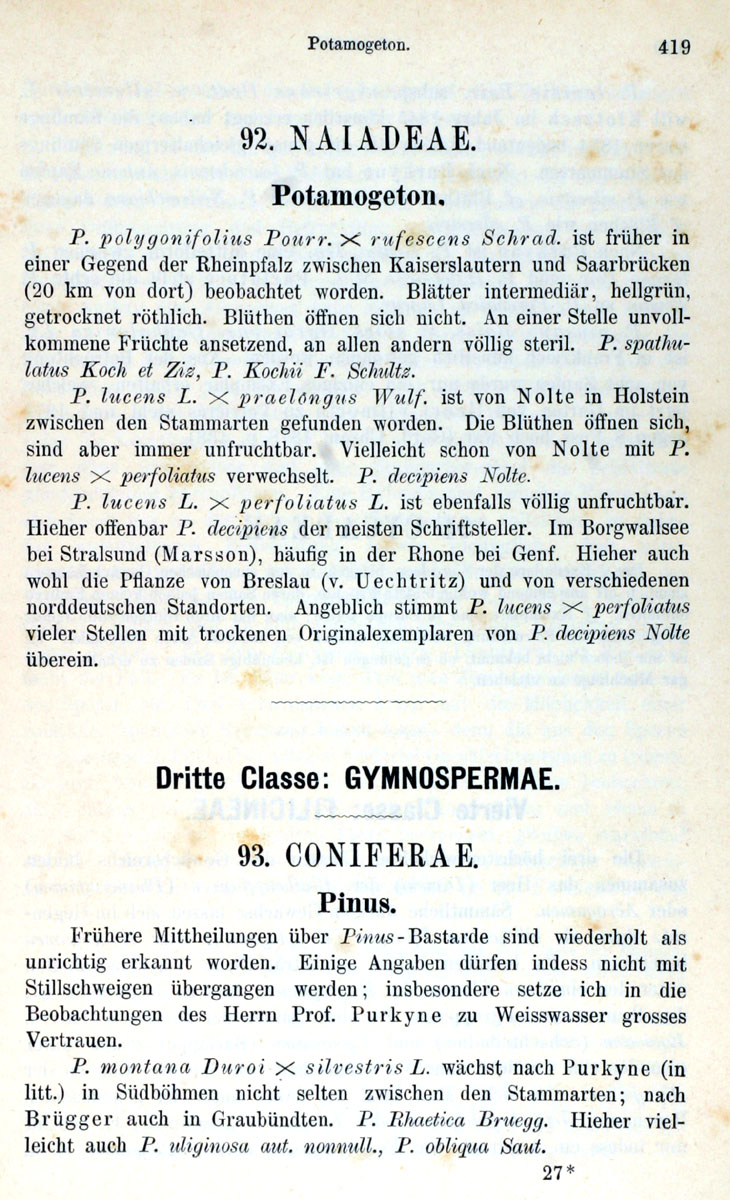 Potamogeton. 419
92. NAIADEAE.
Potamogeton.
P. polygonifolius Pourr. × rufescens Schrad. ist früher in
einer Gegend der Rheinpfalz zwischen Kaiserslautern und Saarbrücken
(20 km von dort) beobachtet worden. Blätter intermediär, hellgrün,
getrocknet röthlich. Blüthen öffnen sich nicht. An einer Stelle unvoll-
kommene Früchte ansetzend, an allen andern völlig steril. P. spathu-
latus Koch et Ziz, P. Kochii F. Schultz.
P. lucens L. × praelongus Wulf. ist von Nolte in Holstein
zwischen den Stammarten gefunden worden. Die Blüthen öffnen sich,
sind aber immer unfruchtbar. Vielleicht schon von Nolte mit P.
lucens × perfoliatus verwechselt. P. decipiens Nolte.
P. lucens L. × perfoliatus L. ist ebenfalls völlig unfruchtbar.
Hieher offenbar P. decipiens der meisten Schriftsteller. Im Borgwallsee
bei Stralsund (Marsson), häufig in der Rhone bei Genf. Hieher auch
wohl die Pflanze von Breslau (v. Uechtritz) und von verschiedenen
norddeutschen Standorten. Angeblich stimmt P. lucens × perfoliatus
vieler Stellen mit trockenen Originalexemplaren von P. decipiens Nolte
überein.
Dritte Classe: GYMNOSPERMAE.
93. CONIFERAE.
Pinus.
Frühere Mittheilungen über Pinus-Bastarde sind wiederholt als
unrichtig erkannt worden. Einige Angaben dürfen indess nicht mit
Stillschweigen übergangen werden; insbesondere setze ich in die
Beobachtungen des Herrn Prof. Purkyne zu Weisswasser grosses
Vertrauen.
P. montana Duroi × silvestris L. wächst nach Purkyne (in
litt.) in Südböhmen nicht selten zwischen den Stammarten; nach
Brügger auch in Graubündten. P. Rhaetica Bruegg. Hieher viel-
leicht auch P. uliginosa aut. nonnull., P. obliqua Saut.
27*